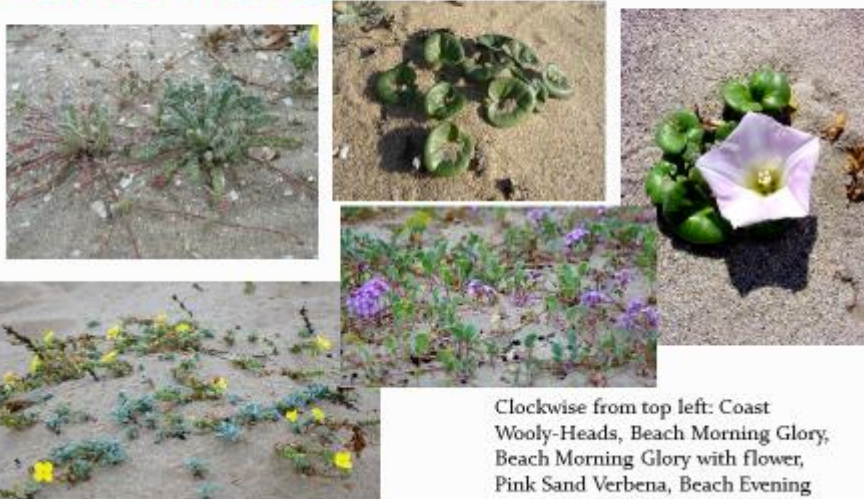 Clockwise from top left: Coast
Wooly-Heads, Beach Morning Glory,
Beach Morning Glory with flower,
Pink Sand Verbena, Beach Evening